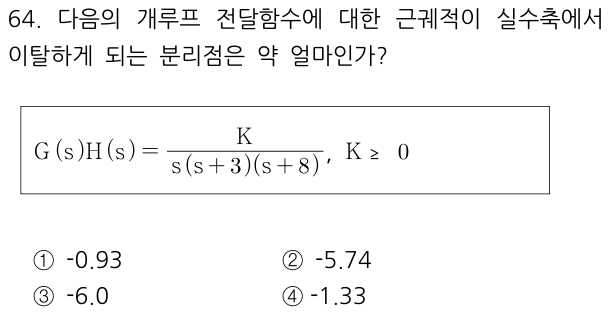 64. 다음의 개루프 전달함수에 대한 근궤적이 실수축에서
이탈하게 되는 분리점은 약 얼마인가?
G(s)H(s) = K / s(s+3)(s+8), K ≥ 0
① -0.93 ② -5.74
③ -6.0 ④ -1.33